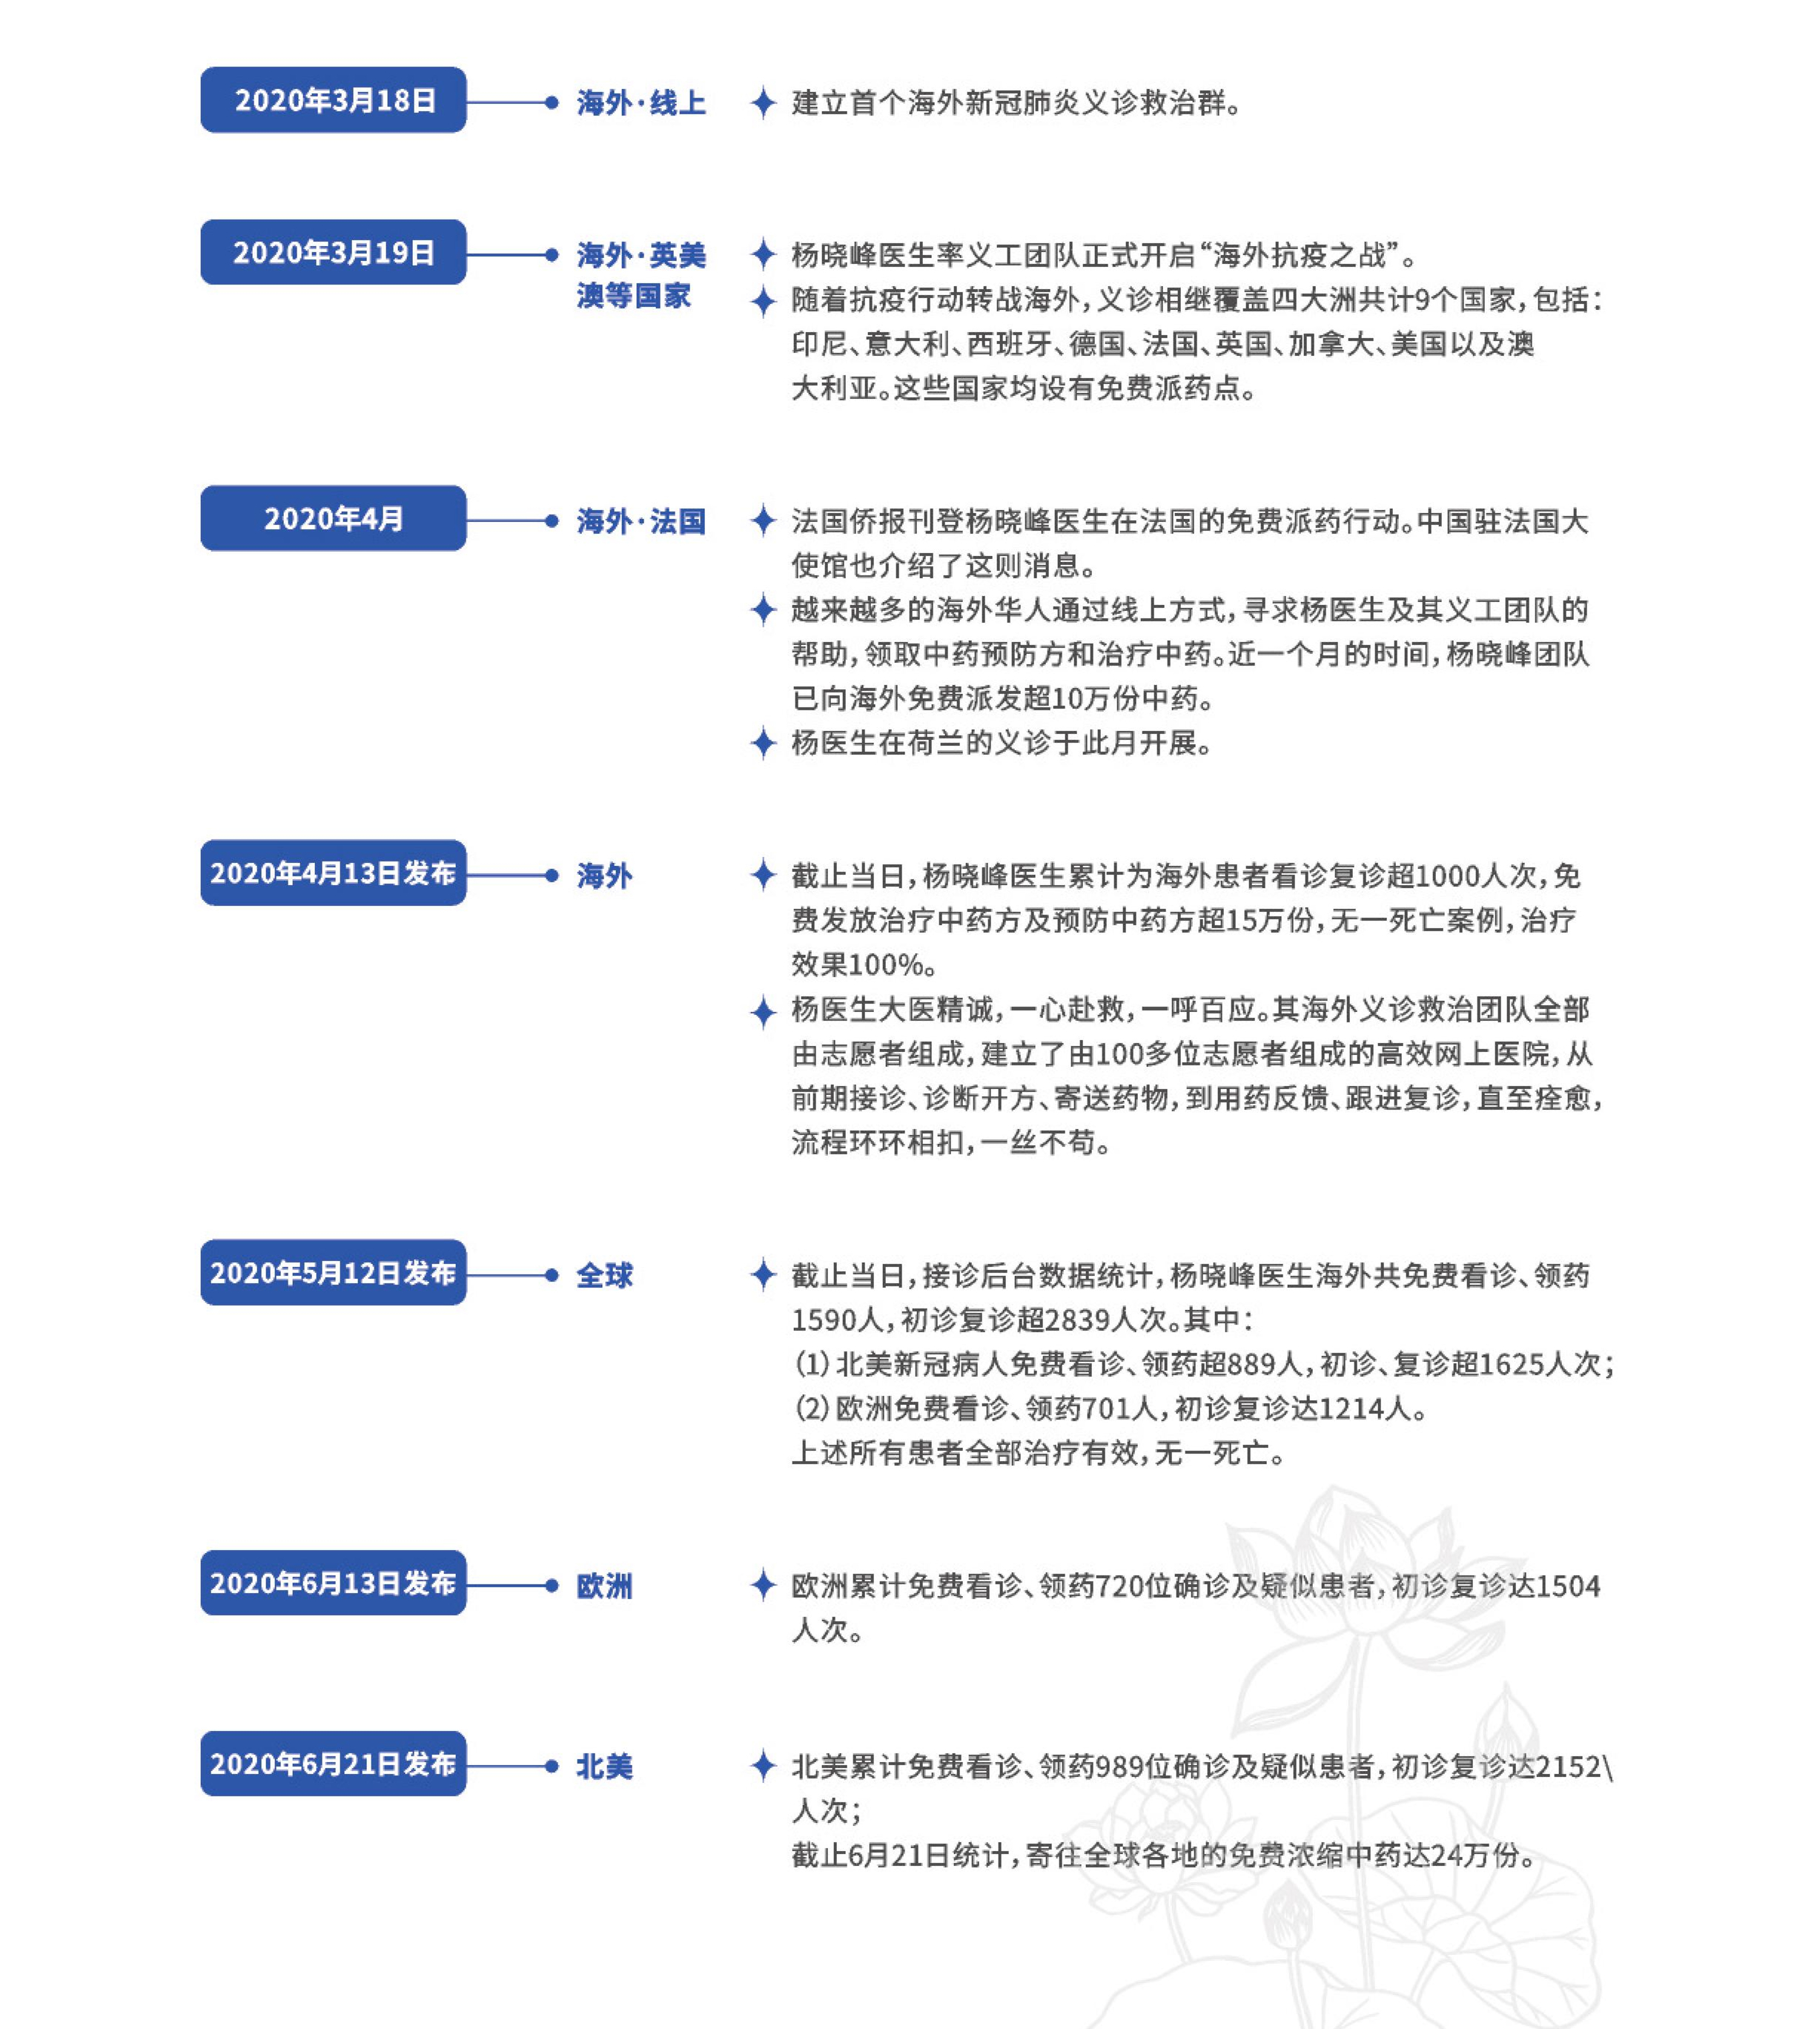 2020年3月18日
海外·线上
建立首个海外新冠肺炎义诊救治群。
2020年3月19日
海外·英美
澳等国家
杨晓峰医生率义工团队正式开启“海外抗疫之战”。
随着抗疫行动转战海外，义诊相继覆盖四大洲共计9个国家，包括：
印尼、意大利、西班牙、德国、法国、英国、加拿大、美国以及澳
大利亚。这些国家均设有免费派药点。
2020年4月
海外·法国
法国侨报刊登杨晓峰医生在法国的免费派药行动。中国驻法国大
使馆也介绍了这则消息。
越来越多的海外华人通过线上方式，寻求杨医生及其义工团队的
帮助，领取中药预防方和治疗中药。近一个月的时间，杨晓峰团队
已向海外免费派发超10万份中药。
杨医生在荷兰的义诊于此月开展。
2020年4月13日发布
海外
截止当日，杨晓峰医生累计为海外患者看诊复诊超1000人次，免
费发放治疗中药方及预防中药方超15万份，无一死亡案例，治疗
效果100%。
杨医生大医精诚，一心赴救，一呼百应。其海外义诊救治团队全部
由志愿者组成，建立了由100多位志愿者组成的高效网上医院，从
前期接诊、诊断开方、寄送药物，到用药反馈、跟进复诊，直至痊愈，
流程环环相扣，一丝不苟。
2020年5月12日发布
全球
截止当日，接诊后台数据统计，杨晓峰医生海外共免费看诊、领药
1590人，初诊复诊超2839人次。其中：
（1）北美新冠病人免费看诊、领药超889人，初诊、复诊超1625人次；
（2）欧洲免费看诊、领药701人，初诊复诊达1214人。
上述所有患者全部治疗有效，无一死亡。
2020年6月13日发布
欧洲
欧洲累计免费看诊、领药720位确诊及疑似患者，初诊复诊达1504
人次。
2020年6月21日发布
北美
北美累计免费看诊、领药989位确诊及疑似患者，初诊复诊达2152\
人次；
截止6月21日统计，寄往全球各地的免费浓缩中药达24万份。